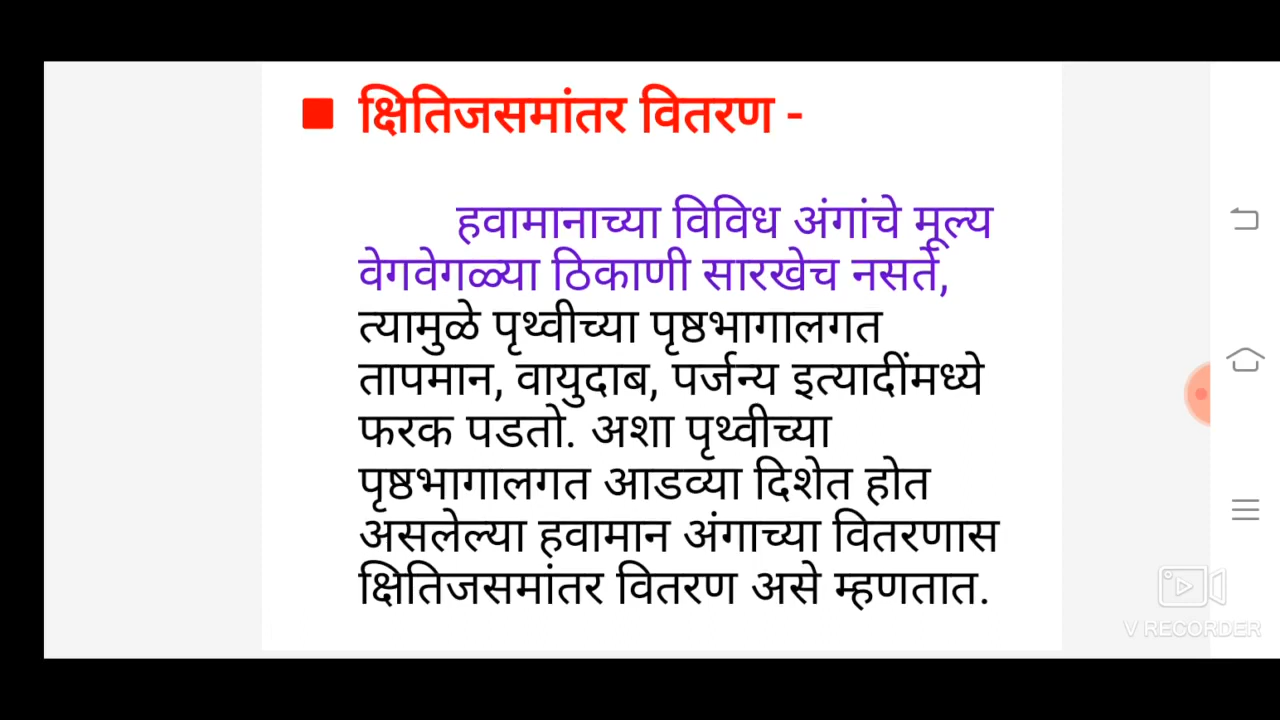 ■ क्षितिजसमांतर वितरण -
हवामानाच्या विविध अंगांचे मूल्य
वेगवेगळ्या ठिकाणी सारखेच नसते,
त्यामुळे पृथ्वीच्या पृष्ठभागालगत
तापमान, वायुदाब, पर्जन्य इत्यादींमध्ये
फरक पडतो. अशा पृथ्वीच्या
पृष्ठभागालगत आडव्या दिशेत होत
असलेल्या हवामान अंगाच्या वितरणास
क्षितिजसमांतर वितरण असे म्हणतात.
V RECORDER